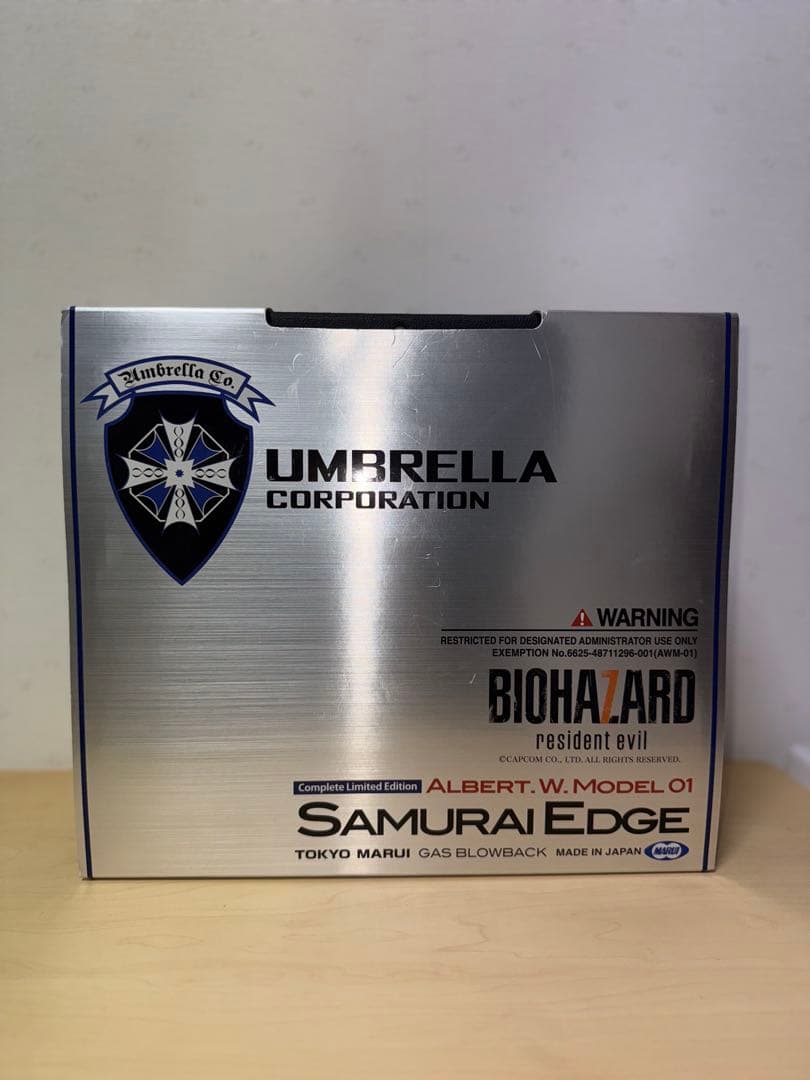 Umbrella Co.
UMBRELLA
CORPORATION
WARNING
RESTRICTED FOR DESIGNATED ADMINISTRATOR USE ONLY
EXEMPTION No.6625-48711296-001(AWM-01)
BIOHAZARD
resident evil
©CAPCOM CO., LTD. ALL RIGHTS RESERVED.
Complete Limited Edition ALBERT. W. MODEL 01
SAMURAI EDGE
TOKYO MARUI GAS BLOWBACK MADE IN JAPAN MARUI